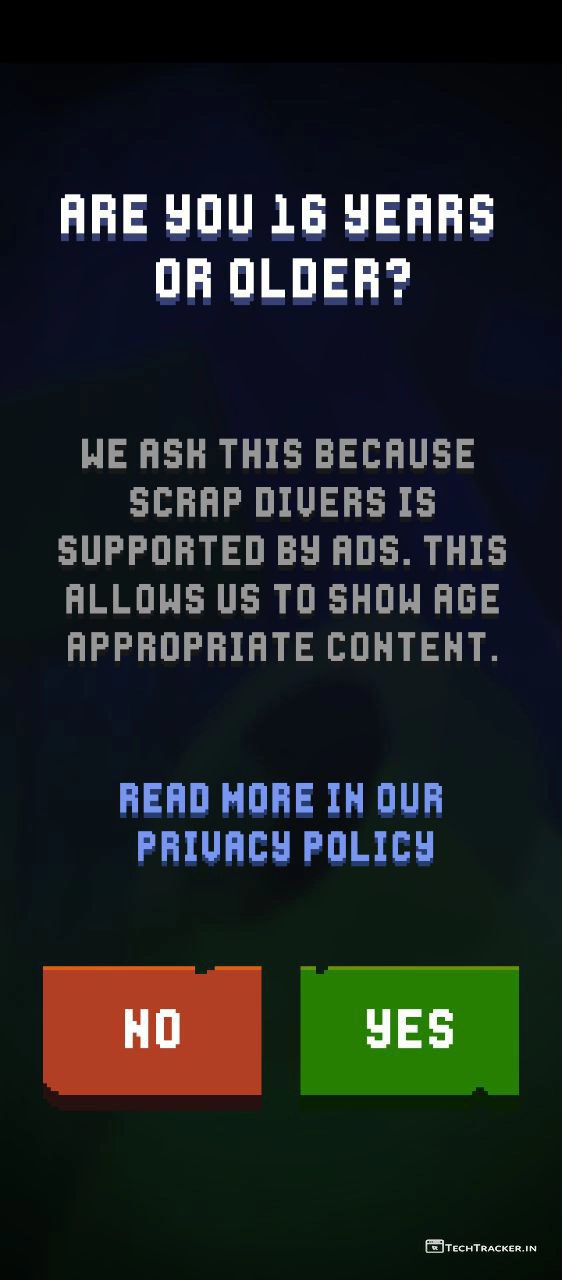 ARE YOU 16 YEARS
OR OLDER?
WE ASK THIS BECAUSE
SCRAP DIVERS IS
SUPPORTED BY ADS. THIS
ALLOWS US TO SHOW AGE
APPROPRIATE CONTENT.
READ MORE IN OUR
PRIVACY POLICY
NO YES
TECHTRACKER.IN